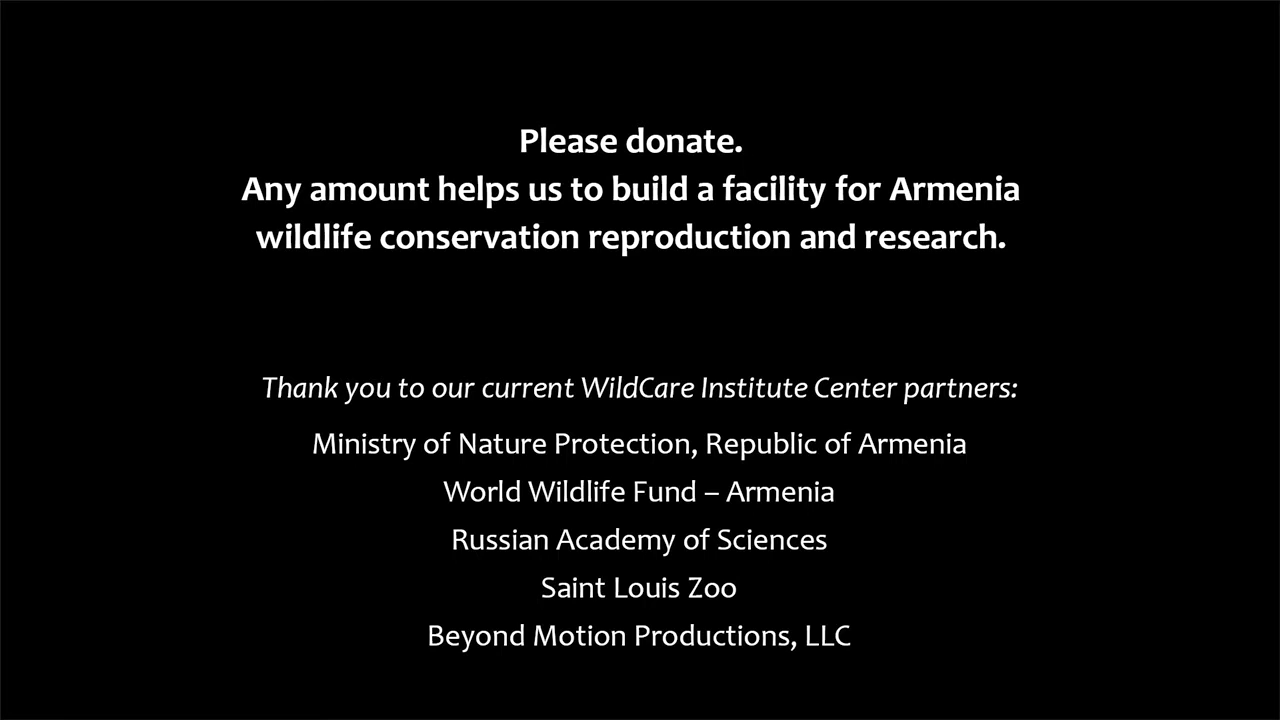 Please donate.
Any amount helps us to build a facility for Armenia
wildlife conservation reproduction and research.
Thank you to our current WildCare Institute Center partners:
Ministry of Nature Protection, Republic of Armenia
World Wildlife Fund – Armenia
Russian Academy of Sciences
Saint Louis Zoo
Beyond Motion Productions, LLC